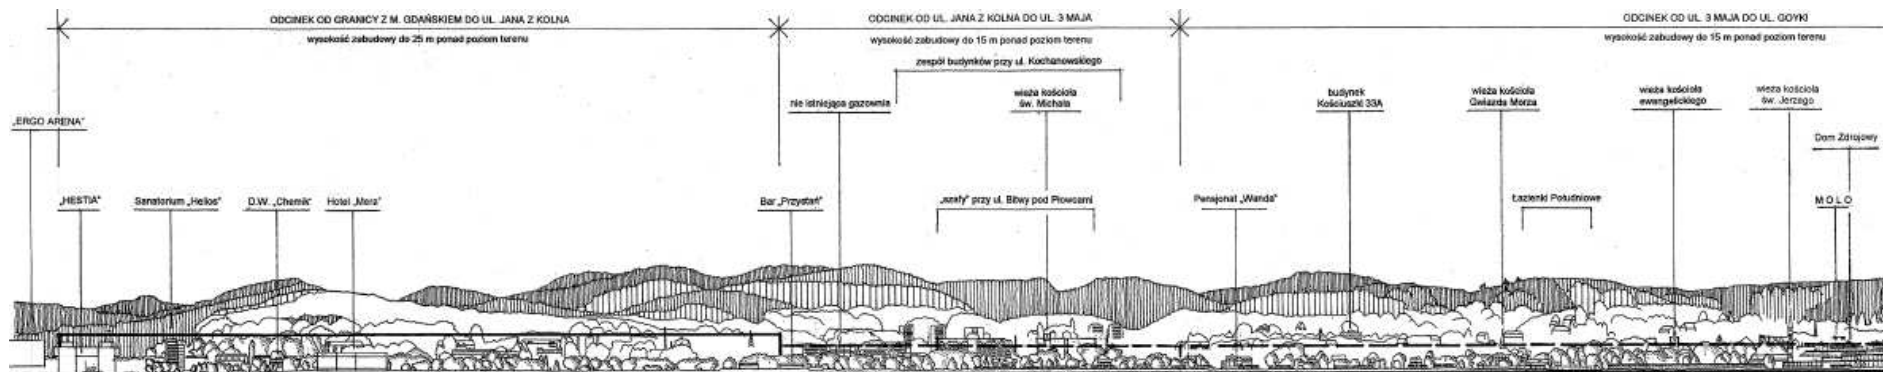 ODCINEK OD GRANICY Z M. GDAŃSKIEM DO UL. JANA Z KOLNA
wysokość zabudowy do 25 m ponad poziom terenu
ODCINEK OD UL. JANA Z KOLNA DO UL. 3 MAJA
wysokość zabudowy do 15 m ponad poziom terenu
ODCINEK OD UL. 3 MAJA DO UL. GOYKI
wysokość zabudowy do 15 m ponad poziom terenu
zespół budynków przy ul. Kochanowskiego
nie istniejąca gazownia
wieża kościoła
św. Michała
budynek
Kościuszki 33A
wieża kościoła
Gwiazda Morza
wieża kościoła
ewangelickiego
wieża kościoła
św. Jerzego
„ERGO ARENA”
Dom Zdrojowy
„HESTIA”
Sanatorium „Helios”
D.W. „Chemik”
Hotel „Mera”
Bar „Przystań”
„szafy” przy ul. Bitwy pod Płowcami
Pensjonat „Wanda”
Łazienki Południowe
MOLO